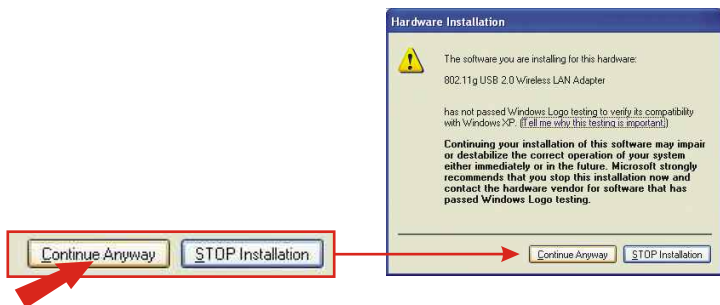 Hardware Installation
The software you are installing for this hardware:
802.11g USB 2.0 Wireless LAN Adapter
has not passed Windows Logo testing to verify its compatibility
with Windows XP. (Tell me why this testing is important.)
Continuing your installation of this software may impair
or destabilize the correct operation of your system
either immediately or in the future. Microsoft strongly
recommends that you stop this installation now and
contact the hardware vendor for software that has
passed Windows Logo testing.
Continue Anyway STOP Installation
Continue Anyway STOP Installation